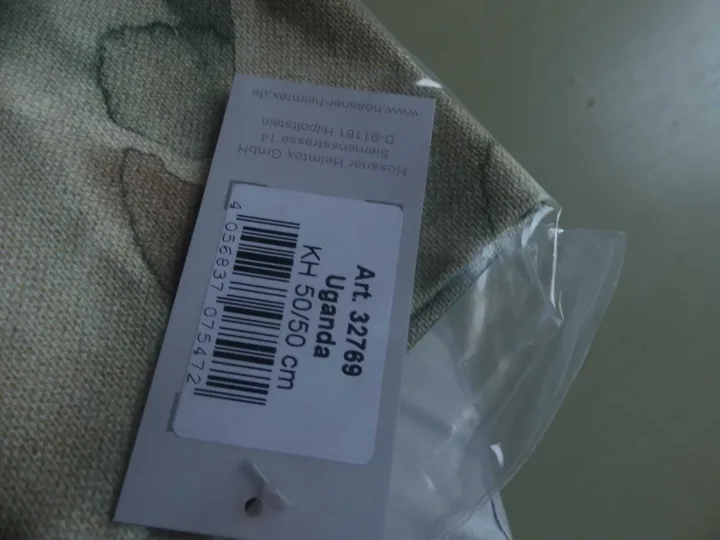 Hossner Heimtex GmbH
Siemensstrasse 14
D-91161 Hippoltstein
www.hossner-heimtex.de
Art. 32769
Uganda
KH 50/50 cm
4 056837 075472